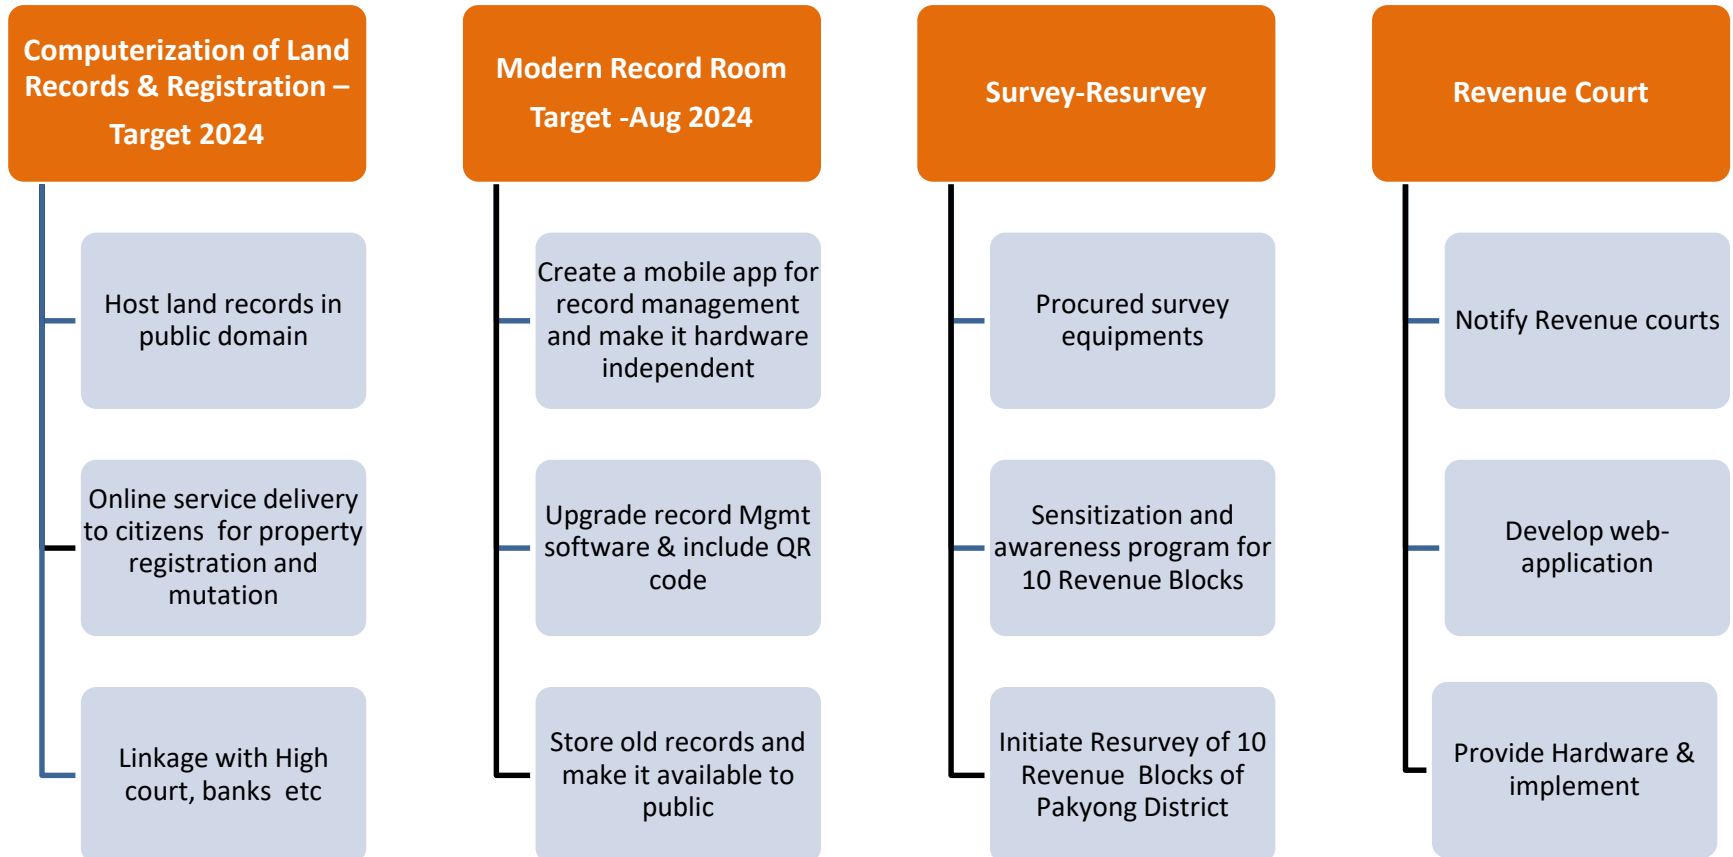 Computerization of Land
Records & Registration –
Target 2024
Host land records in
public domain
Online service delivery
to citizens for property
registration and
mutation
Linkage with High
court, banks etc
Modern Record Room
Target -Aug 2024
Create a mobile app for
record management
and make it hardware
independent
Upgrade record Mgmt
software & include QR
code
Store old records and
make it available to
public
Survey-Resurvey
Procured survey
equipments
Sensitization and
awareness program for
10 Revenue Blocks
Initiate Resurvey of 10
Revenue Blocks of
Pakyong District
Revenue Court
Notify Revenue courts
Develop web-
application
Provide Hardware &
implement